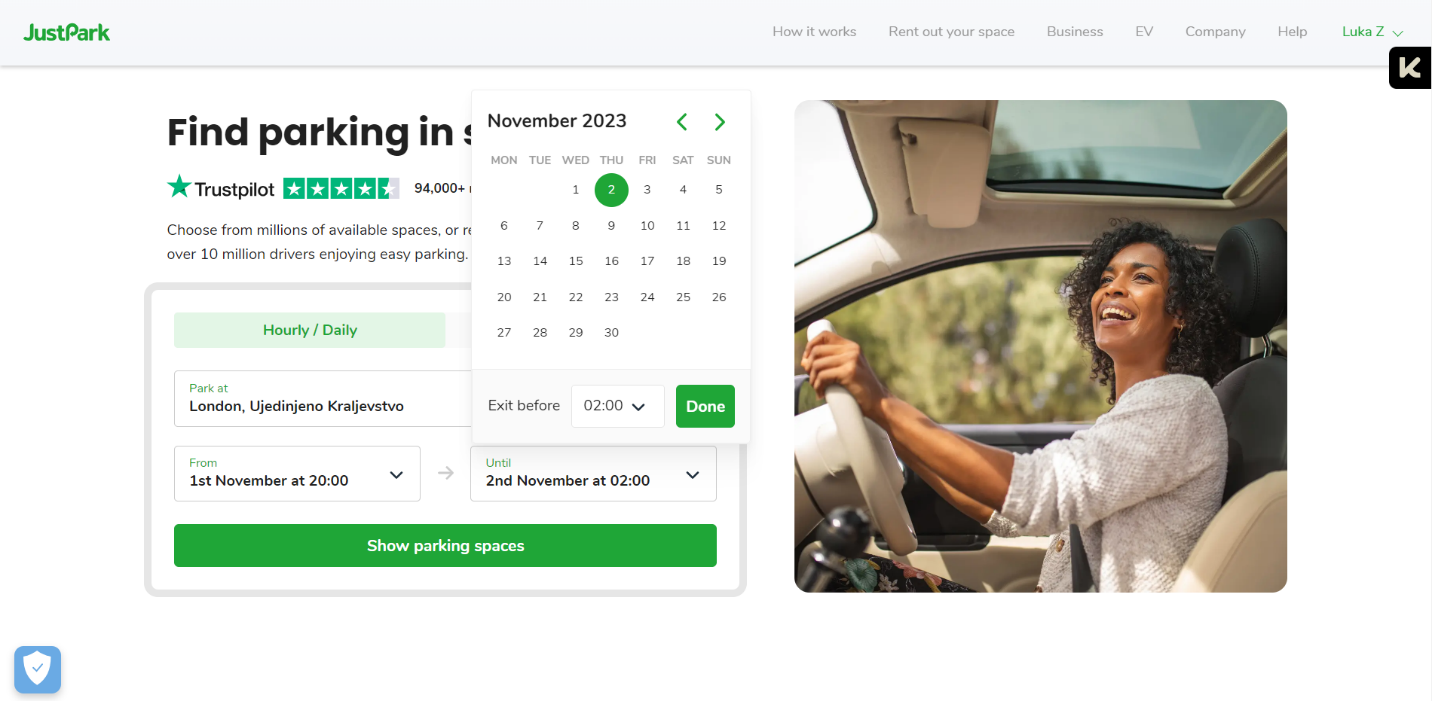 JustPark
How it works
Rent out your space
Business
EV
Company
Help
Luka Z
Find parking in
Trustpilot
94,000+
Choose from millions of available spaces, or
over 10 million drivers enjoying easy parking.
Hourly / Daily
Park at
London, Ujedinjeno Kraljevstvo
From
1st November at 20:00
Until
2nd November at 02:00
Show parking spaces
November 2023
MON TUE WED THU FRI SAT SUN
1 2 3 4 5
6 7 8 9 10 11 12
13 14 15 16 17 18 19
20 21 22 23 24 25 26
27 28 29 30
Exit before
02:00
Done